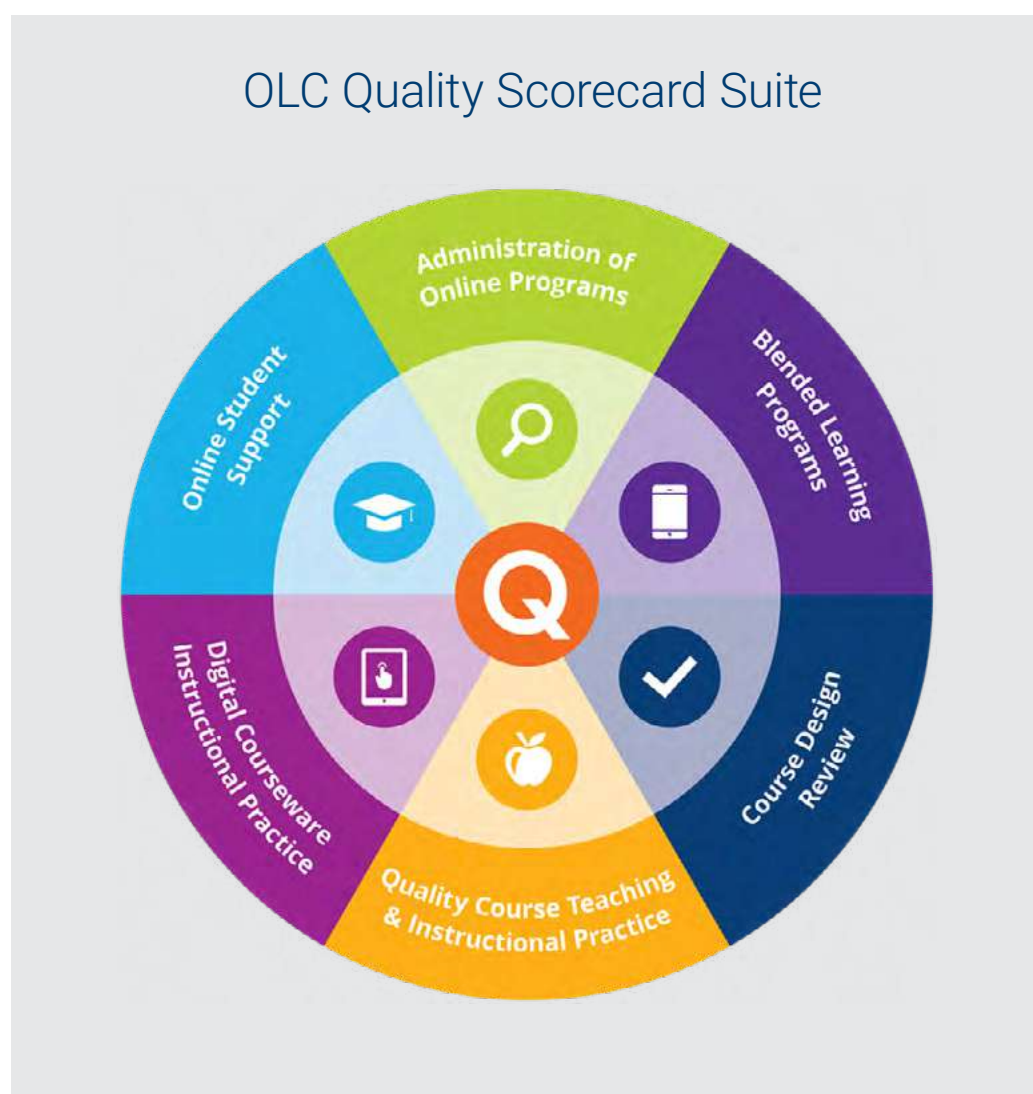 OLC Quality Scorecard Suite
Administration of
Online Programs
Blended Learning
Programs
Course Design
Review
Quality Course Teaching
& Instructional Practice
Digital Courseware
Instructional Practice
Online Student
Support
Q